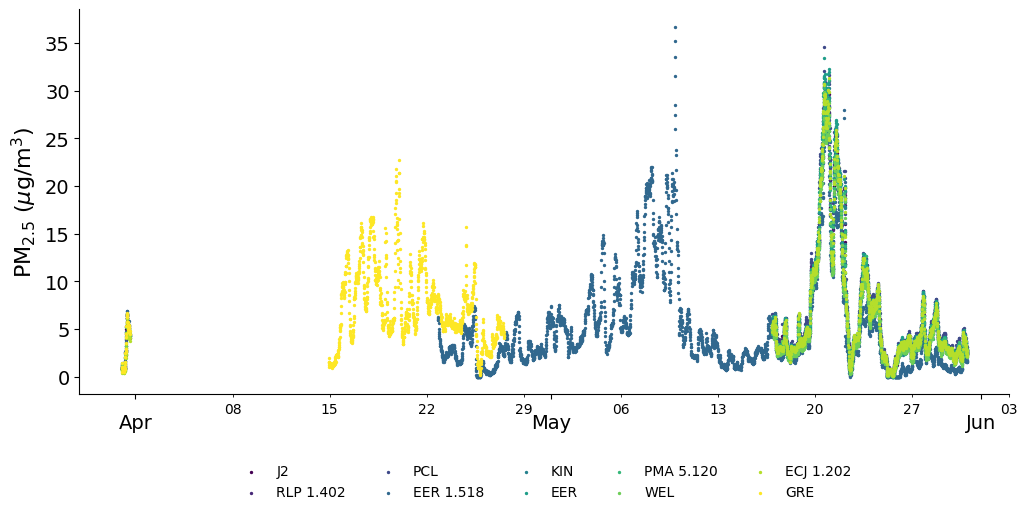 PM2.5 (μg/m3)
35
30
25
20
15
10
5
0
08 15 22 29 06 13 20 27 03
Apr May Jun
J2 PCL KIN PMA 5.120 ECJ 1.202
RLP 1.402 EER 1.518 EER WEL GRE